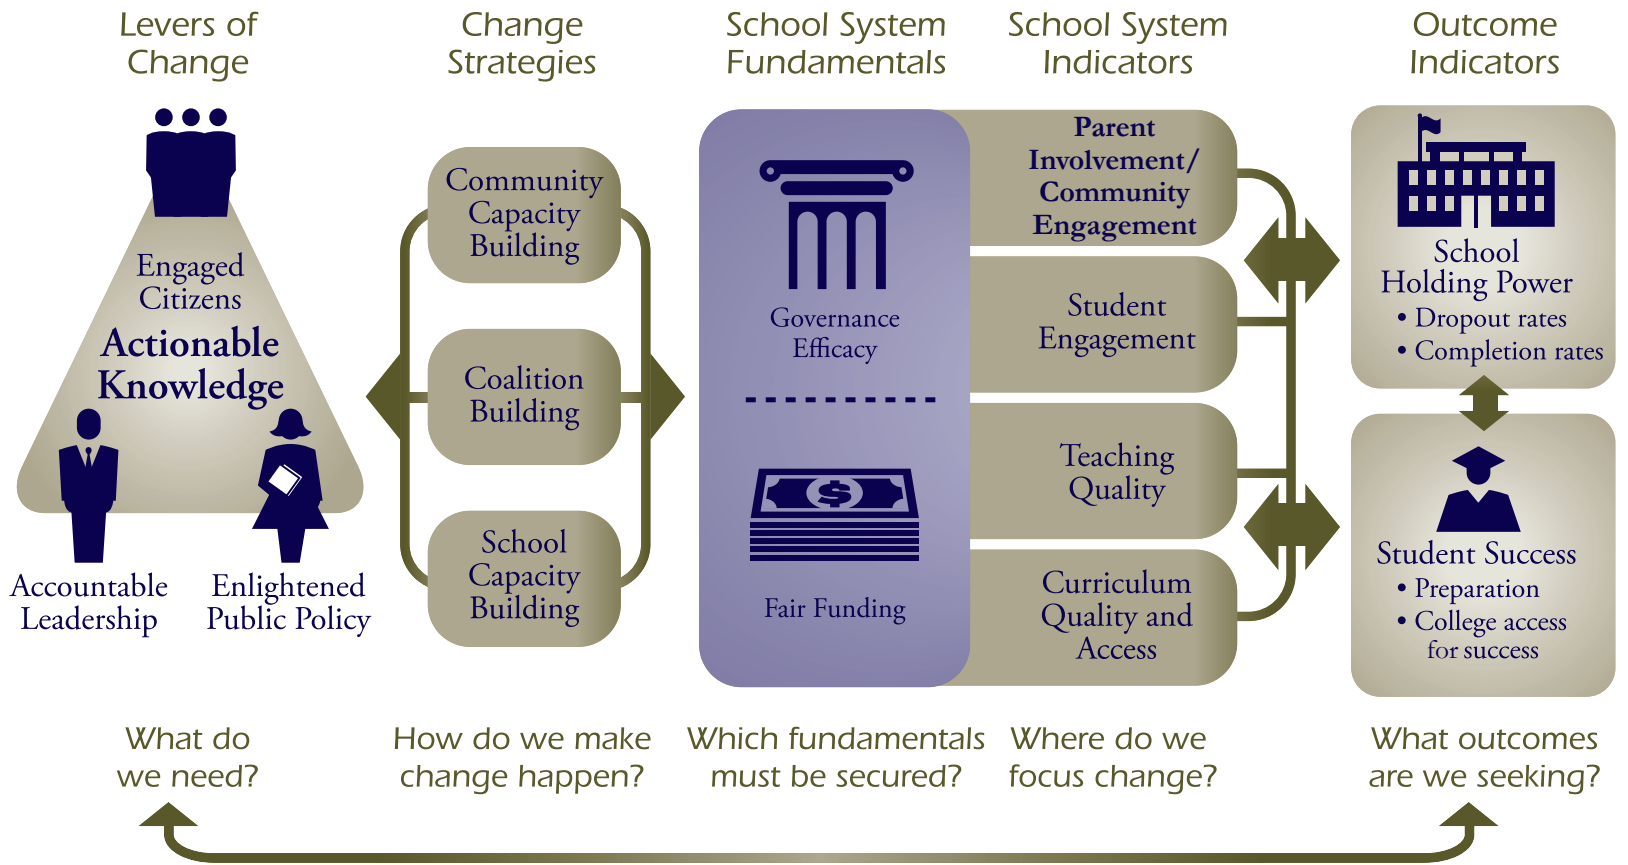 Levers of
Change
Change
Strategies
School System
Fundamentals
School System
Indicators
Outcome
Indicators
Engaged
Citizens
Actionable
Knowledge
Accountable
Leadership
Enlightened
Public Policy
Community
Capacity
Building
Coalition
Building
School
Capacity
Building
Governance
Efficacy
$
Fair Funding
Parent
Involvement/
Community
Engagement
Student
Engagement
Teaching
Quality
Curriculum
Quality and
Access
School
Holding Power
• Dropout rates
• Completion rates
Student Success
• Preparation
• College access
for success
What do
we need?
How do we make
change happen?
Which fundamentals
must be secured?
Where do we
focus change?
What outcomes
are we seeking?